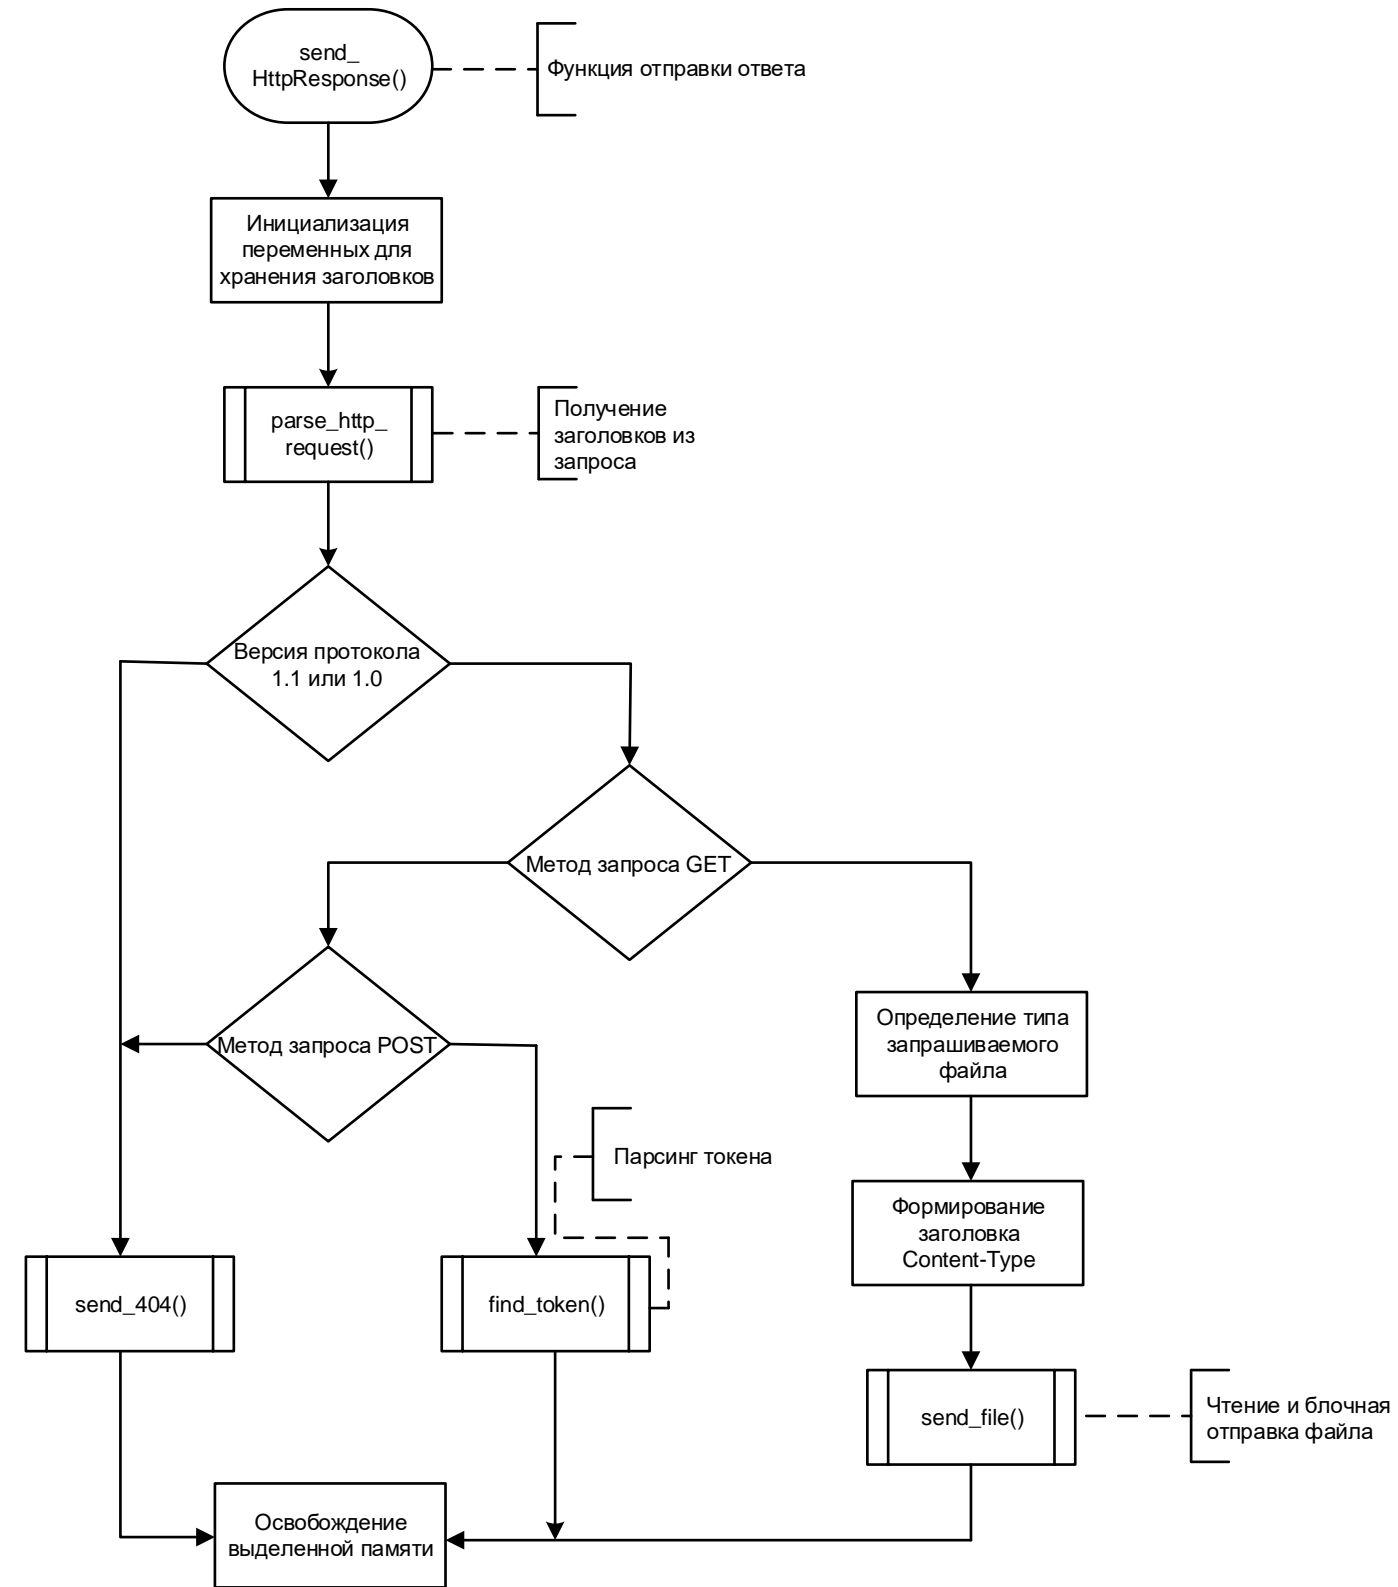 send_
HttpResponse()
Функция отправки ответа
Инициализация
переменных для
хранения заголовков
parse_http_
request()
Получение
заголовков из
запроса
Версия протокола
1.1 или 1.0
Метод запроса GET
Метод запроса POST
Определение типа
запрашиваемого
файла
Парсинг токена
Формирование
заголовка
Content-Type
send_404()
find_token()
send_file()
Чтение и блочная
отправка файла
Освобождение
выделенной памяти